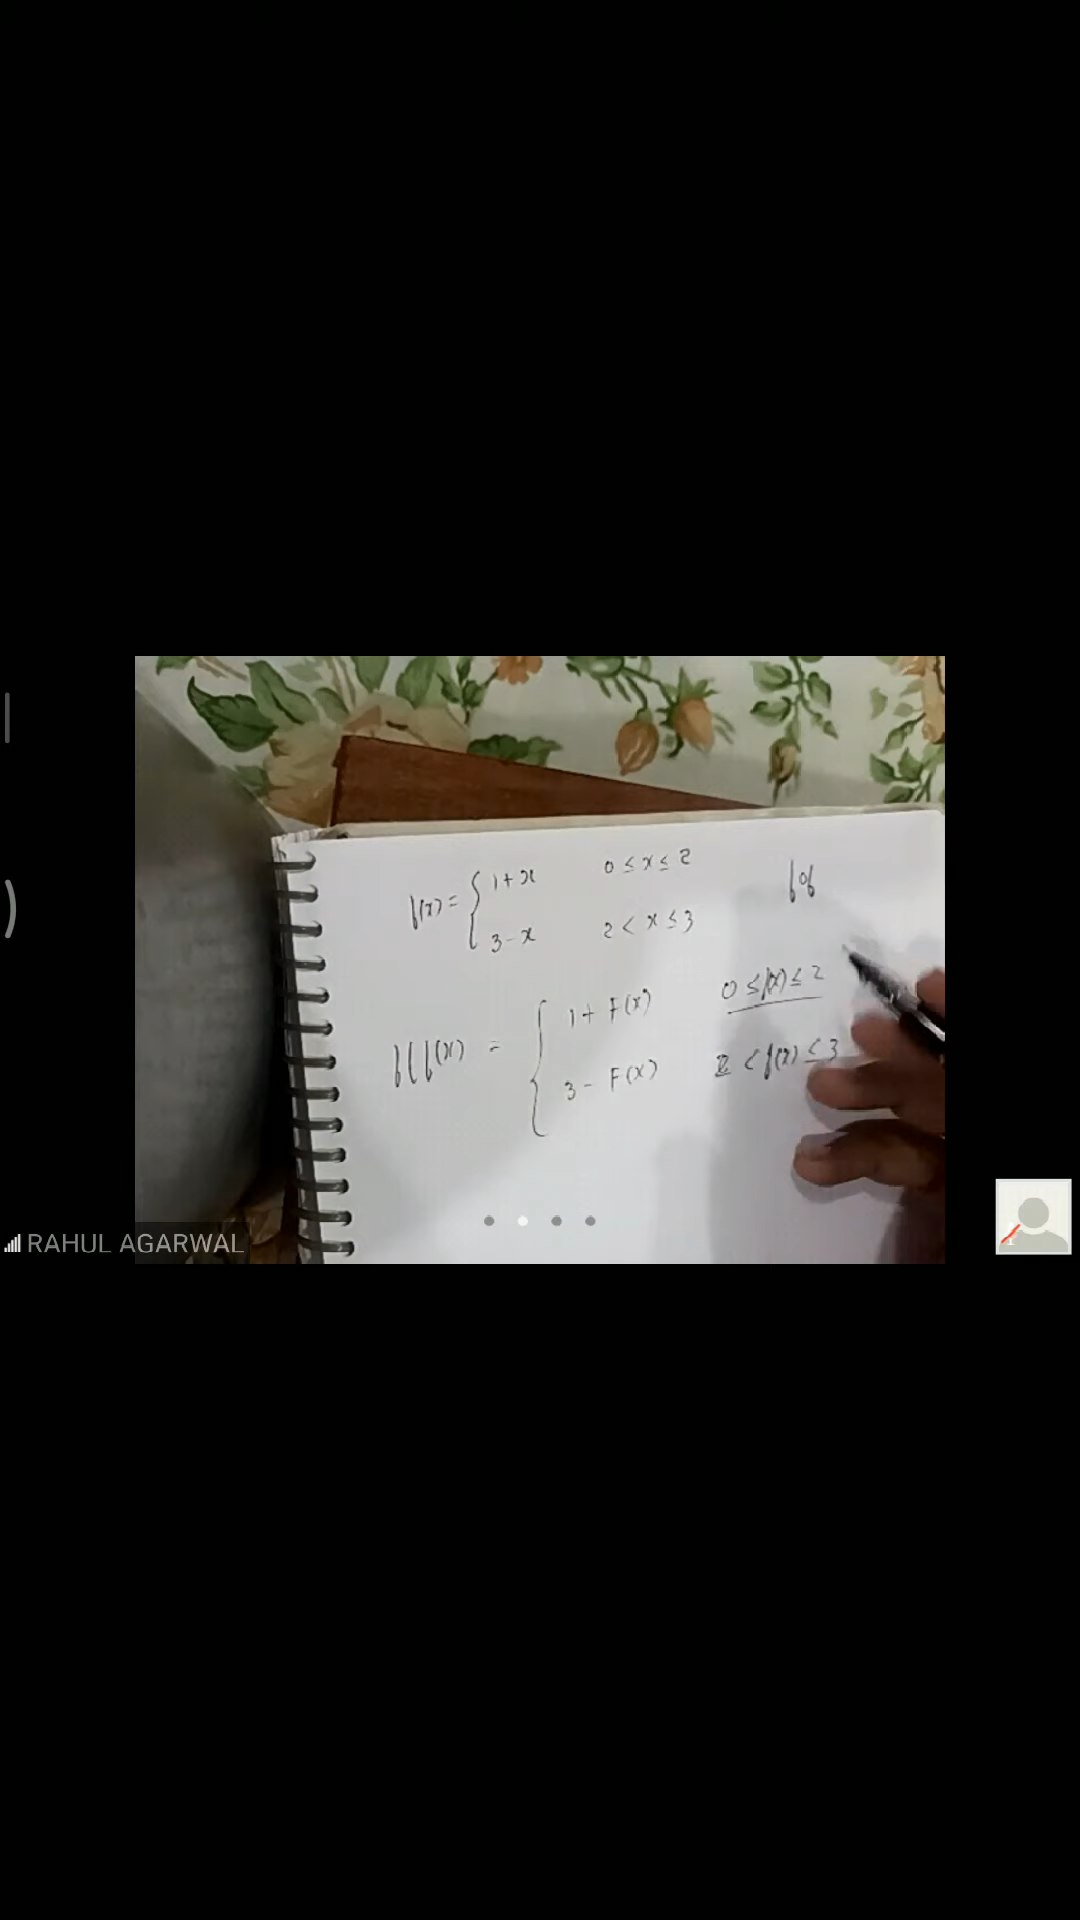 f(x) = { 1+x 0 ≤ x ≤ 2
3-x 2 < x ≤ 3
fof
f(f(x) = { 1 + F(x) 0 ≤ f(x) ≤ 2
3 - F(x) 2 < f(x) ≤ 3
RAHUL AGARWAL